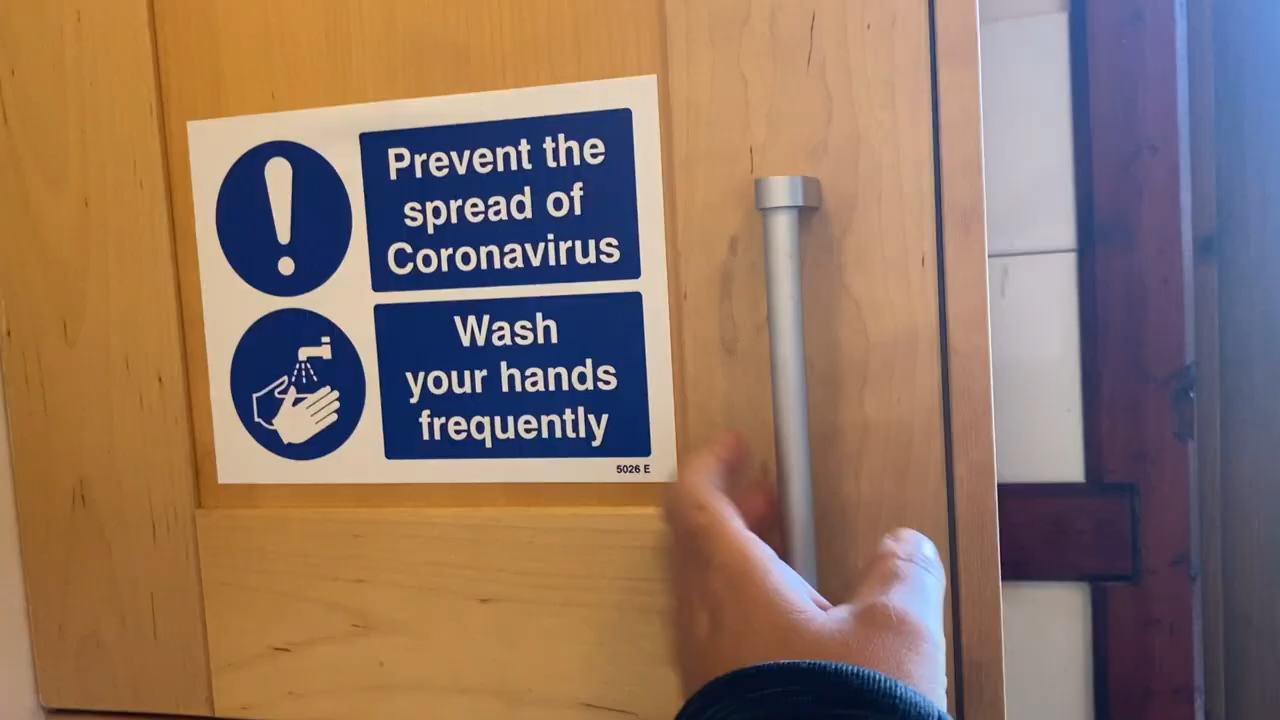 Prevent the
spread of
Coronavirus
Wash
your hands
frequently
5026 E